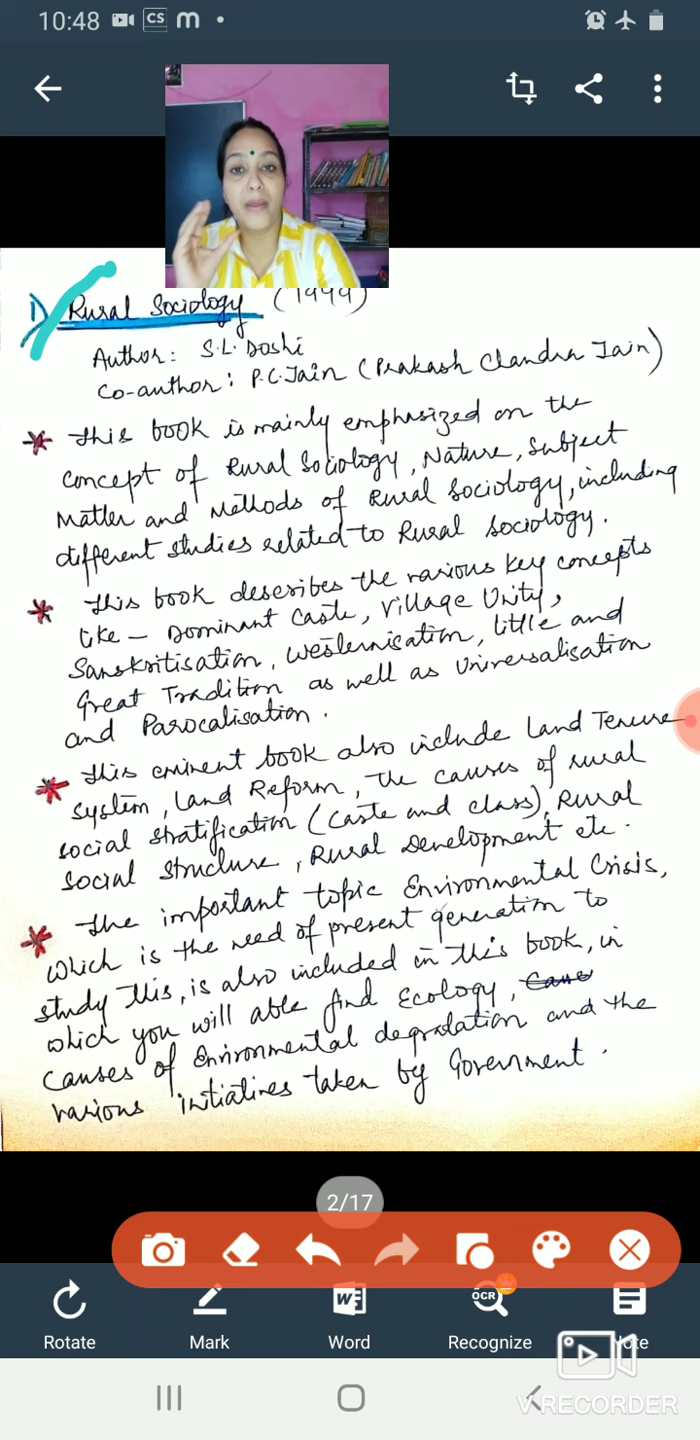 10:48 CS m
1) Rural Sociology (1999)
Author: S.L. Doshi
Co-author: P.C. Jain (Prakash Chandra Jain)
* This book is mainly emphasized on the
concept of Rural Sociology, Nature, Subject
Matter and Methods of Rural Sociology, including
different studies related to Rural Sociology.
* This book describes the various key concepts
like - Dominant Caste, Village Unity,
Sanskritisation, Westernisation, little and
Great Tradition as well as Universalisation
and Parocalisation.
* This eminent book also include Land Tenure
System, Land Reform, the causes of rural
social stratification (Caste and class), Rural
Social structure, Rural Development etc.
* The important topic Environmental Crisis,
which is the need of present generation to
study this, is also included in this book, in
which you will able find Ecology,
causes of Environmental degradation and the
various initiatives taken by Government.
2/17
OCR
Rotate Mark Word Recognize Note
V RECORDER